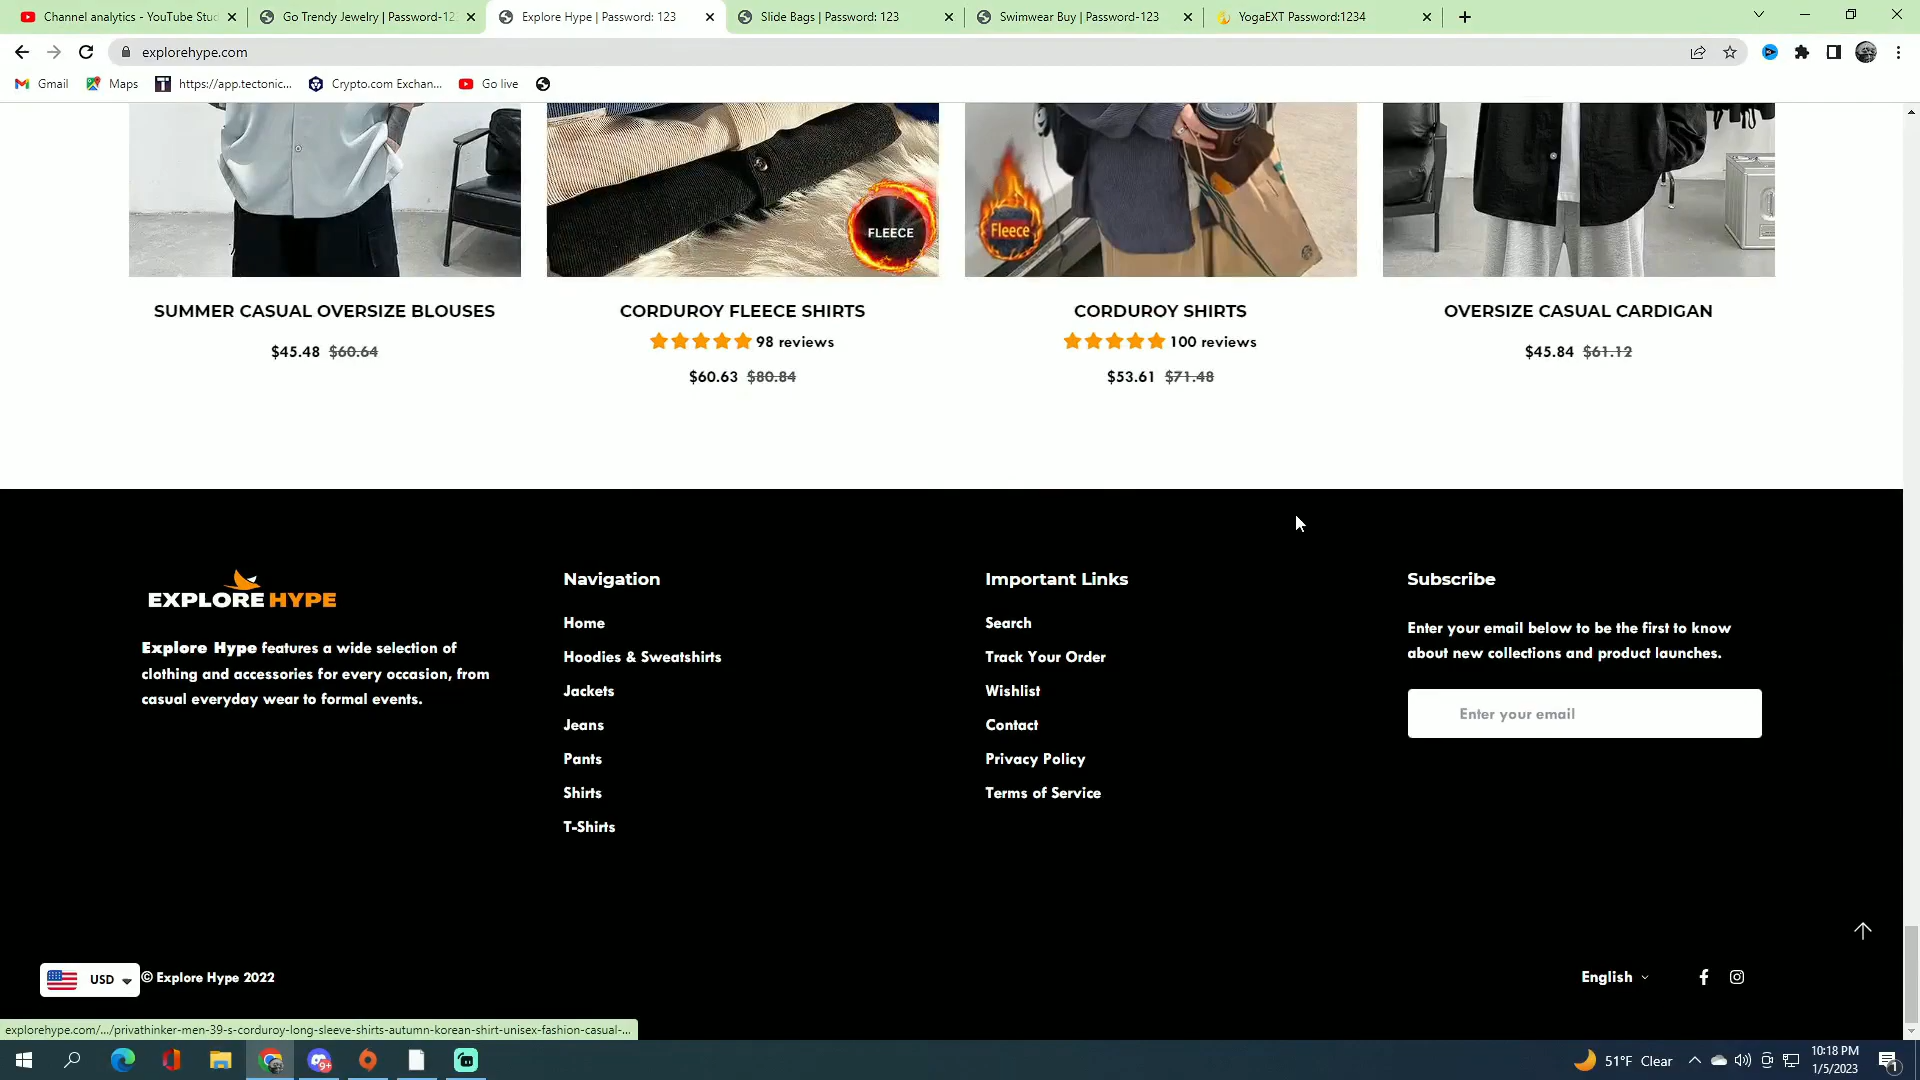 Channel analytics - YouTube Stu
Go Trendy Jewelry | Password-12
Explore Hype | Password: 123
Slide Bags | Password: 123
Swimwear Buy | Password-123
YogaEXT Password:1234
explorehype.com
Gmail
Maps
https://app.tectonic...
Crypto.com Exchan...
Go live
FLEECE
Fleece
SUMMER CASUAL OVERSIZE BLOUSES
$45.48 $60.64
CORDUROY FLEECE SHIRTS
98 reviews
$60.63 $80.84
CORDUROY SHIRTS
100 reviews
$53.61 $71.48
OVERSIZE CASUAL CARDIGAN
$45.84 $61.12
EXPLORE HYPE
Explore Hype features a wide selection of
clothing and accessories for every occasion, from
casual everyday wear to formal events.
Navigation
Home
Hoodies & Sweatshirts
Jackets
Jeans
Pants
Shirts
T-Shirts
Important Links
Search
Track Your Order
Wishlist
Contact
Privacy Policy
Terms of Service
Subscribe
Enter your email below to be the first to know
about new collections and product launches.
Enter your email
USD
© Explore Hype 2022
English
explorehype.com/.../privathinker-men-39-s-corduroy-long-sleeve-shirts-autumn-korean-shirt-unisex-fashion-casual-...
9+
51°F Clear
10:18 PM
1/5/2023
1